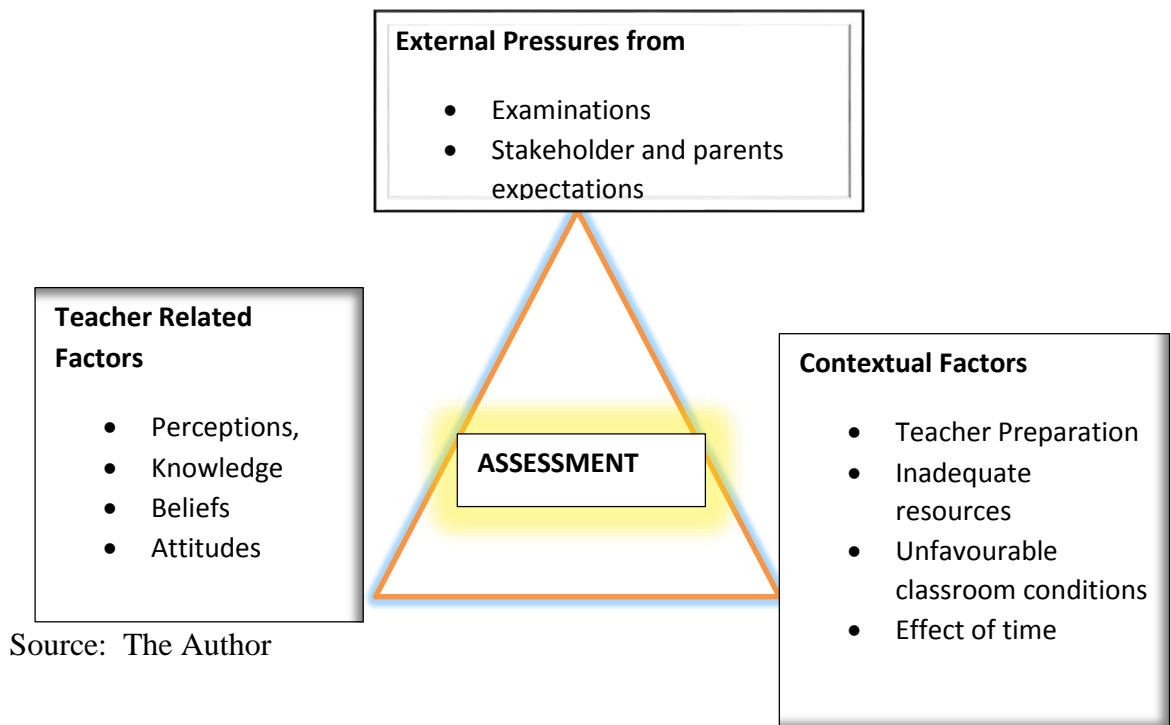 External Pressures from
• Examinations
• Stakeholder and parents
expectations
Teacher Related
Factors
• Perceptions,
• Knowledge
• Beliefs
• Attitudes
ASSESSMENT
Contextual Factors
• Teacher Preparation
• Inadequate
resources
• Unfavourable
classroom conditions
• Effect of time
Source: The Author